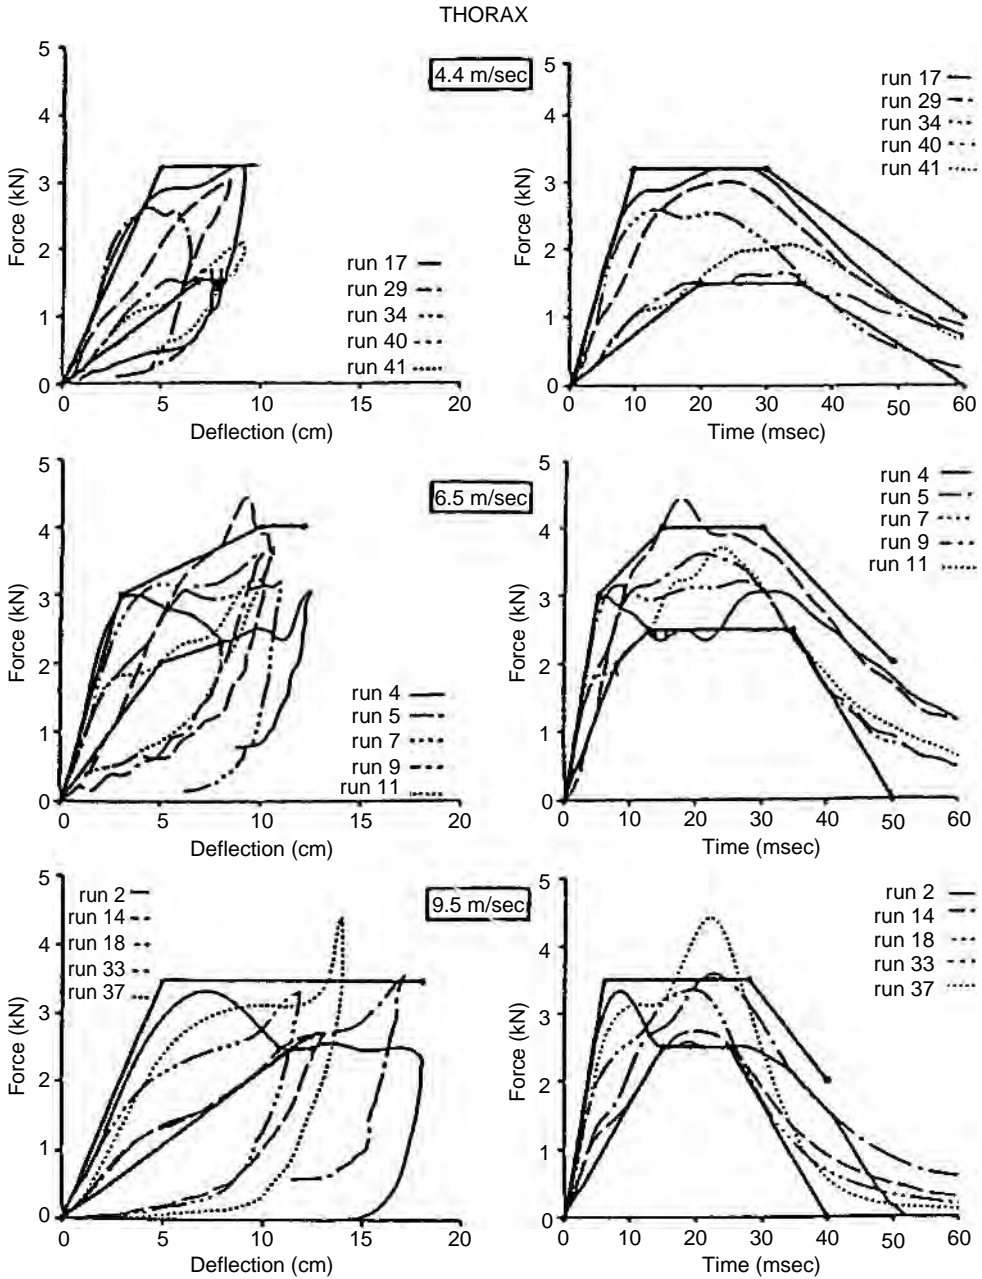 THORAX
4.4 m/sec
5
4
3
2
1
0
Force (kN)
run 17
run 29
run 34
run 40
run 41
0 5 10 15 20
Deflection (cm)
5
4
3
2
1
0
Force (kN)
run 17
run 29
run 34
run 40
run 41
0 10 20 30 40 50 60
Time (msec)
6.5 m/sec
5
4
3
2
1
0
Force (kN)
run 4
run 5
run 7
run 9
run 11
0 5 10 15 20
Deflection (cm)
5
4
3
2
1
0
Force (kN)
run 4
run 5
run 7
run 9
run 11
0 10 20 30 40 50 60
Time (msec)
9.5 m/sec
5
4
3
2
1
0
Force (kN)
run 2
run 14
run 18
run 33
run 37
0 5 10 15 20
Deflection (cm)
5
4
3
2
1
0
Force (kN)
run 2
run 14
run 18
run 33
run 37
0 10 20 30 40 50 60
Time (msec)